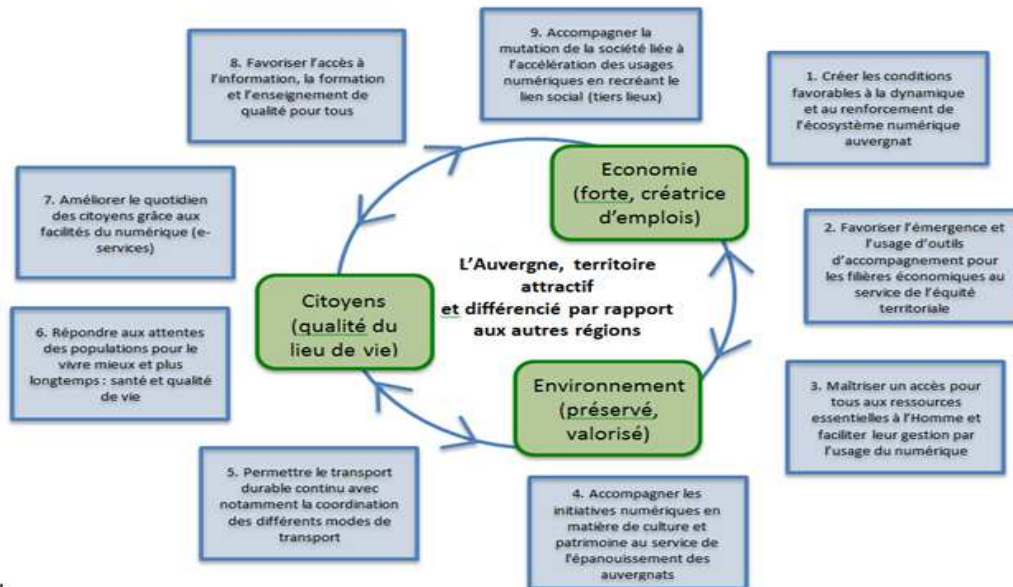 9. Accompagner la
mutation de la société liée à
l'accélération des usages
numériques en recréant le
lien social (tiers lieux)
8. Favoriser l'accès à
l'information, la formation
et l'enseignement de
qualité pour tous
1. Créer les conditions
favorables à la dynamique
et au renforcement de
l'écosystème numérique
auvergnat
Economie
(forte, créatrice
d'emplois)
7. Améliorer le quotidien
des citoyens grâce aux
facilités du numérique (e-
services)
2. Favoriser l'émergence et
l'usage d'outils
d'accompagnement pour
les filières économiques au
service de l'équité
territoriale
L'Auvergne, territoire
attractif
et différencié par rapport
aux autres régions
Citoyens
(qualité du
lieu de vie)
6. Répondre aux attentes
des populations pour le
vivre mieux et plus
longtemps : santé et qualité
de vie
Environnement
(préservé,
valorisé)
3. Maîtriser un accès pour
tous aux ressources
essentielles à l'Homme et
faciliter leur gestion par
l'usage du numérique
5. Permettre le transport
durable continu avec
notamment la coordination
des différents modes de
transport
4. Accompagner les
initiatives numériques en
matière de culture et
patrimoine au service de
l'épanouissement des
auvergnats